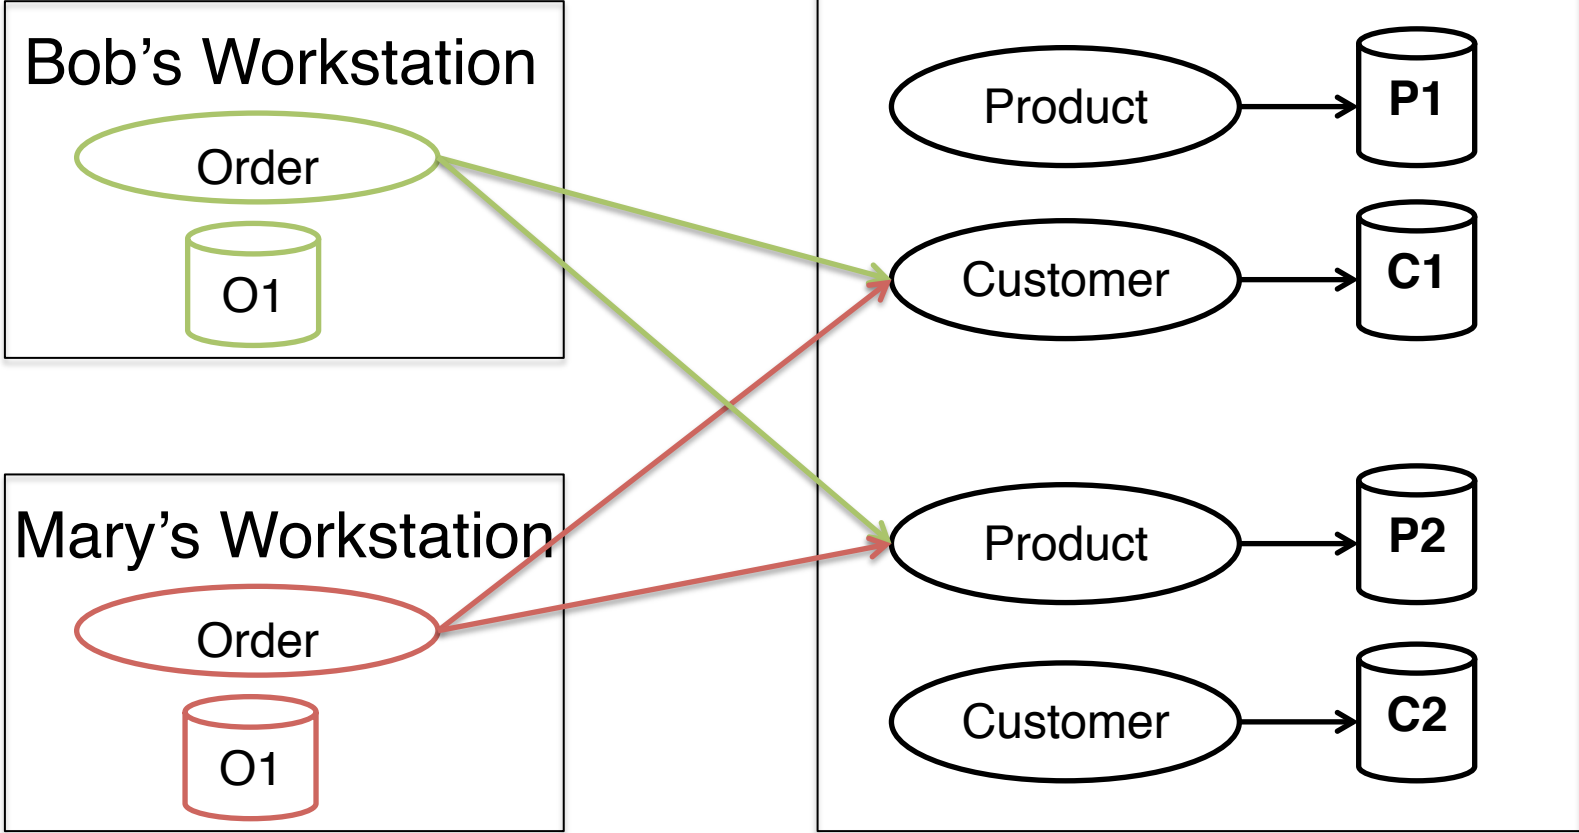 Bob’s Workstation
Order
O1
Mary’s Workstation
Order
O1
Product
P1
Customer
C1
Product
P2
Customer
C2